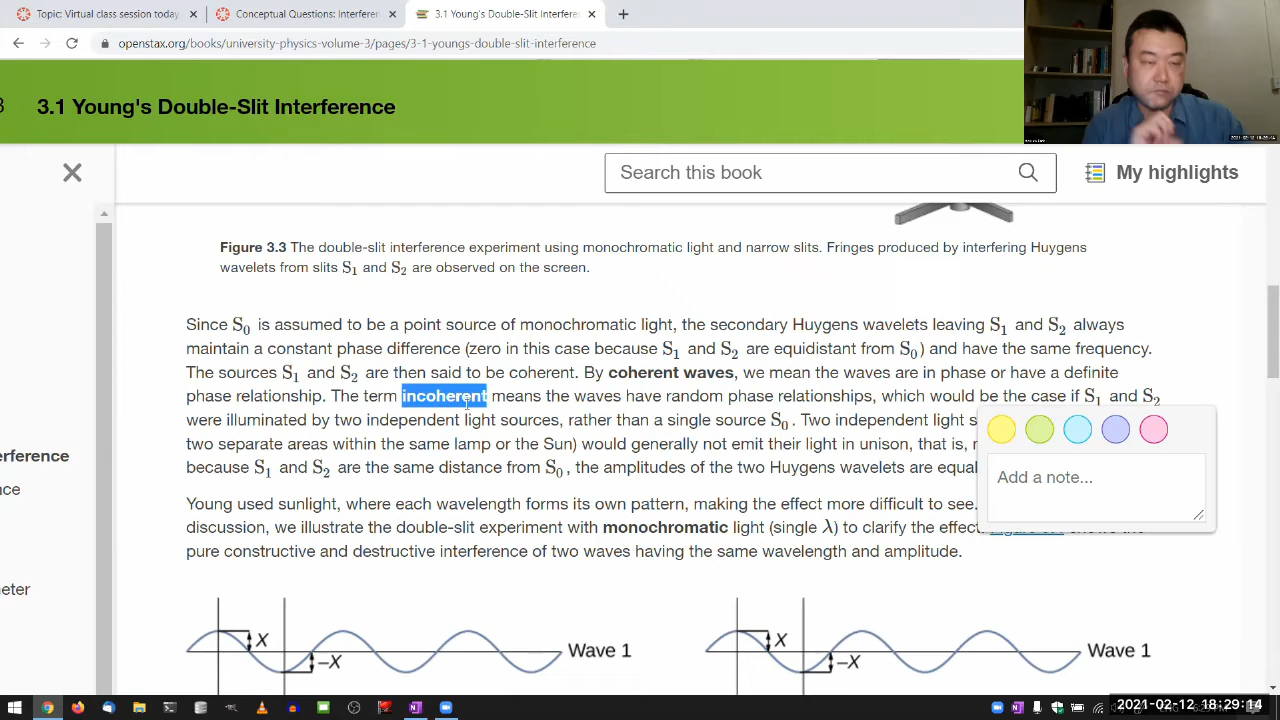 Topic: Virtual class session today
Conceptual Questions: Interferen
3.1 Young's Double-Slit Interfere
openstax.org/books/university-physics-volume-3/pages/3-1-youngs-double-slit-interference
3.1 Young's Double-Slit Interference
Search this book
My highlights
Figure 3.3 The double-slit interference experiment using monochromatic light and narrow slits. Fringes produced by interfering Huygens
wavelets from slits S1 and S2 are observed on the screen.
Since S0 is assumed to be a point source of monochromatic light, the secondary Huygens wavelets leaving S1 and S2 always
maintain a constant phase difference (zero in this case because S1 and S2 are equidistant from S0) and have the same frequency.
The sources S1 and S2 are then said to be coherent. By coherent waves, we mean the waves are in phase or have a definite
phase relationship. The term incoherent means the waves have random phase relationships, which would be the case if S1 and S2
were illuminated by two independent light sources, rather than a single source S0. Two independent light s
two separate areas within the same lamp or the Sun) would generally not emit their light in unison, that is, n
because S1 and S2 are the same distance from S0, the amplitudes of the two Huygens wavelets are equal
Add a note...
erference
nce
Young used sunlight, where each wavelength forms its own pattern, making the effect more difficult to see.
discussion, we illustrate the double-slit experiment with monochromatic light (single λ) to clarify the effect.
pure constructive and destructive interference of two waves having the same wavelength and amplitude.
eter
X
-X
Wave 1
X
-X
Wave 1
2021-02-12 18:29:14